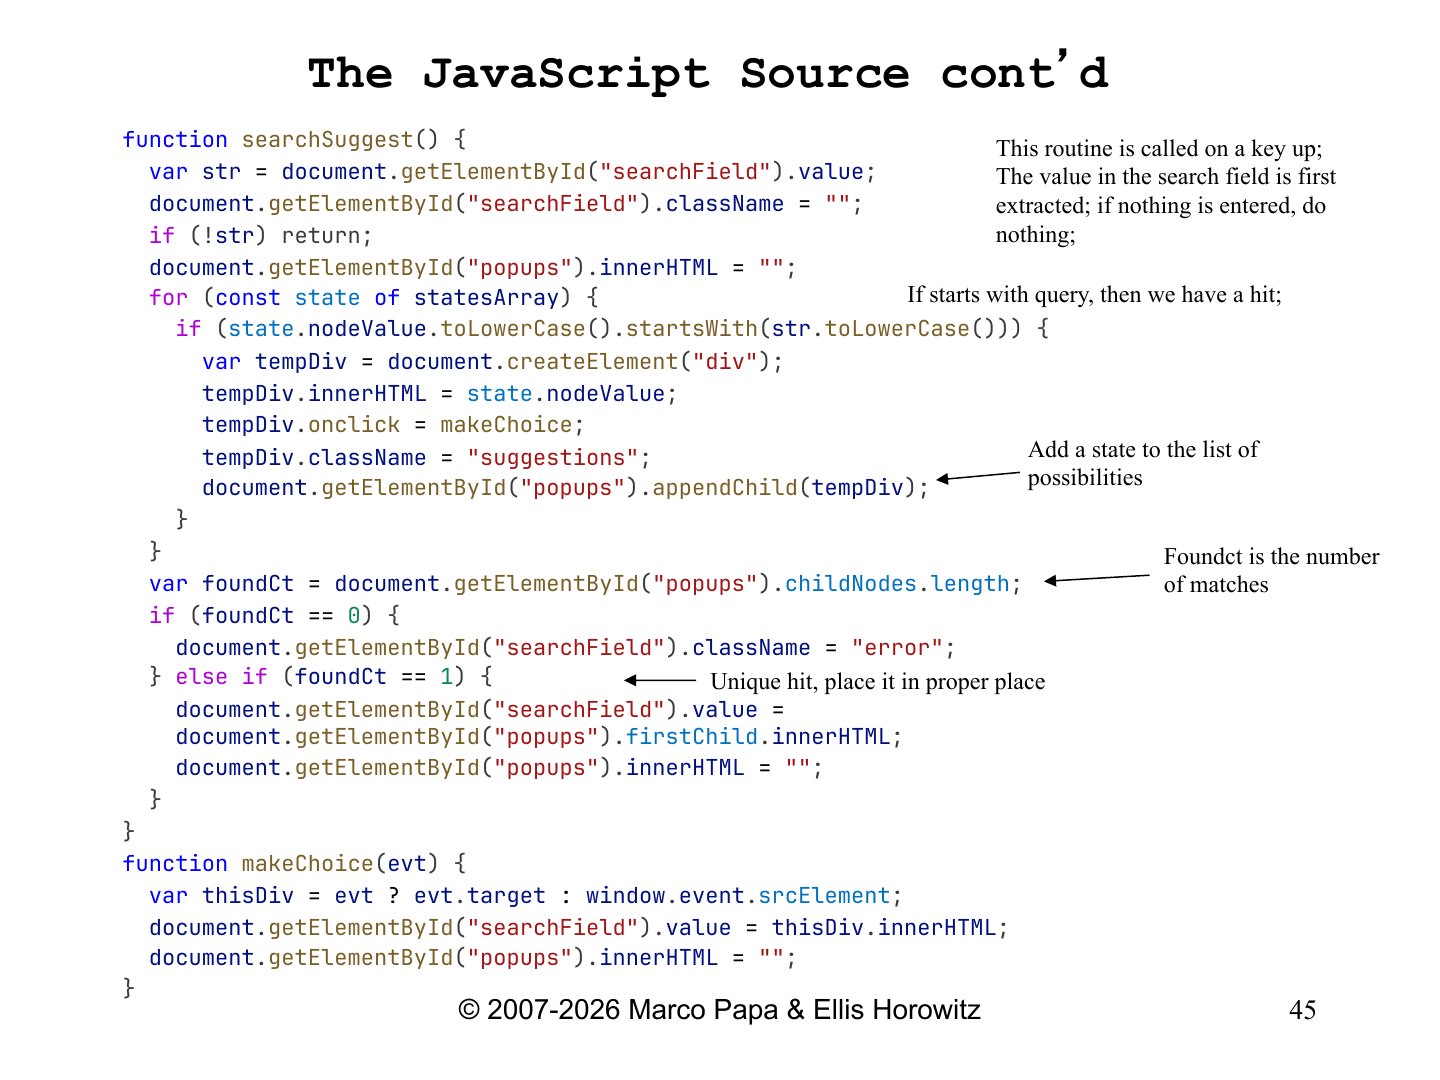 The JavaScript Source cont’d
function searchSuggest() {
This routine is called on a key up;
The value in the search field is first
extracted; if nothing is entered, do
nothing;
  var str = document.getElementById("searchField").value;
  document.getElementById("searchField").className = "";
  if (!str) return;
  document.getElementById("popups").innerHTML = "";
  for (const state of statesArray) {
If starts with query, then we have a hit;
    if (state.nodeValue.toLowerCase().startsWith(str.toLowerCase())) {
      var tempDiv = document.createElement("div");
      tempDiv.innerHTML = state.nodeValue;
      tempDiv.onclick = makeChoice;
      tempDiv.className = "suggestions";
      document.getElementById("popups").appendChild(tempDiv);
Add a state to the list of
possibilities
    }
  }
  var foundCt = document.getElementById("popups").childNodes.length;
Foundct is the number
of matches
  if (foundCt == 0) {
    document.getElementById("searchField").className = "error";
  } else if (foundCt == 1) {
Unique hit, place it in proper place
    document.getElementById("searchField").value =
    document.getElementById("popups").firstChild.innerHTML;
    document.getElementById("popups").innerHTML = "";
  }
}
function makeChoice(evt) {
  var thisDiv = evt ? evt.target : window.event.srcElement;
  document.getElementById("searchField").value = thisDiv.innerHTML;
  document.getElementById("popups").innerHTML = "";
}
© 2007-2026 Marco Papa & Ellis Horowitz
45